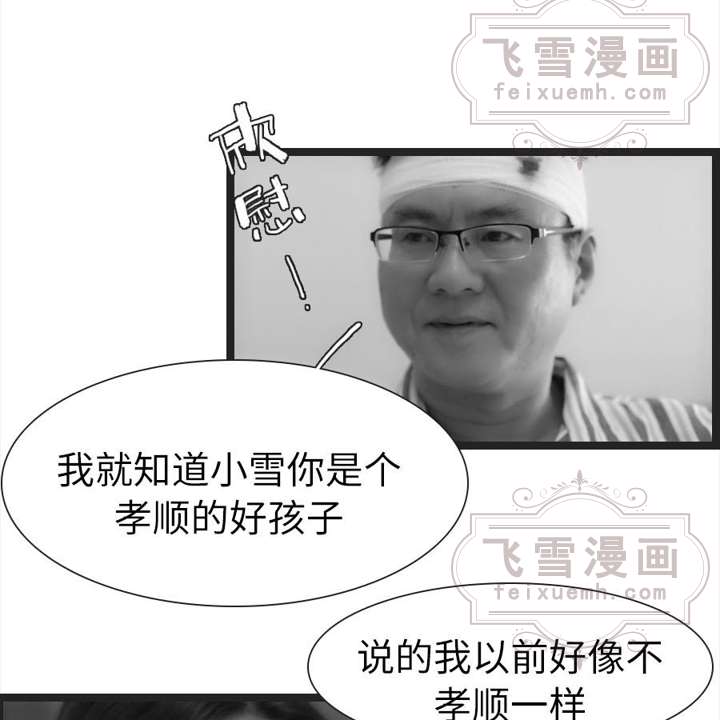 飞雪漫画
feixuemh.com
欣慰！
我就知道小雪你是个
孝顺的好孩子
飞雪漫画
feixuemh.com
说的我以前好像不
孝顺一样